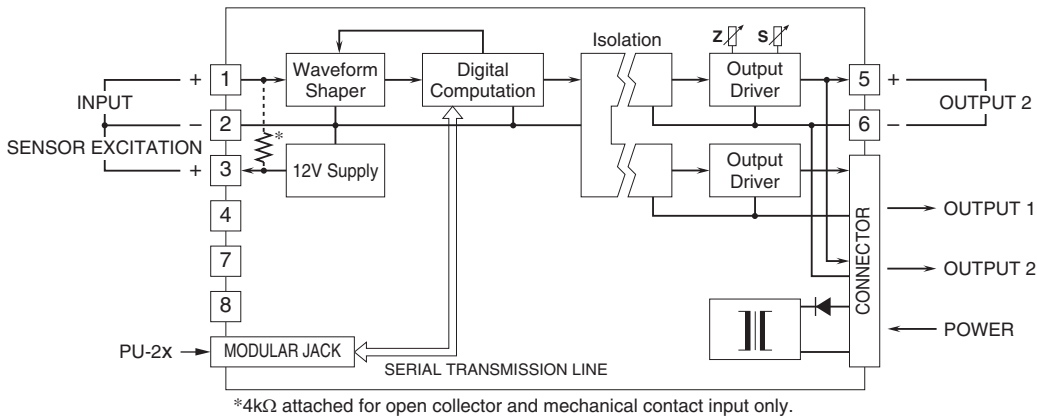 Isolation
Z
S
+
1
Waveform
Shaper
Digital
Computation
Output
Driver
5
+
INPUT
OUTPUT 2
−
2
6
−
SENSOR EXCITATION
*
+
3
12V Supply
Output
Driver
4
OUTPUT 1
7
CONNECTOR
OUTPUT 2
8
POWER
PU-2x
MODULAR JACK
SERIAL TRANSMISSION LINE
*4kΩ attached for open collector and mechanical contact input only.